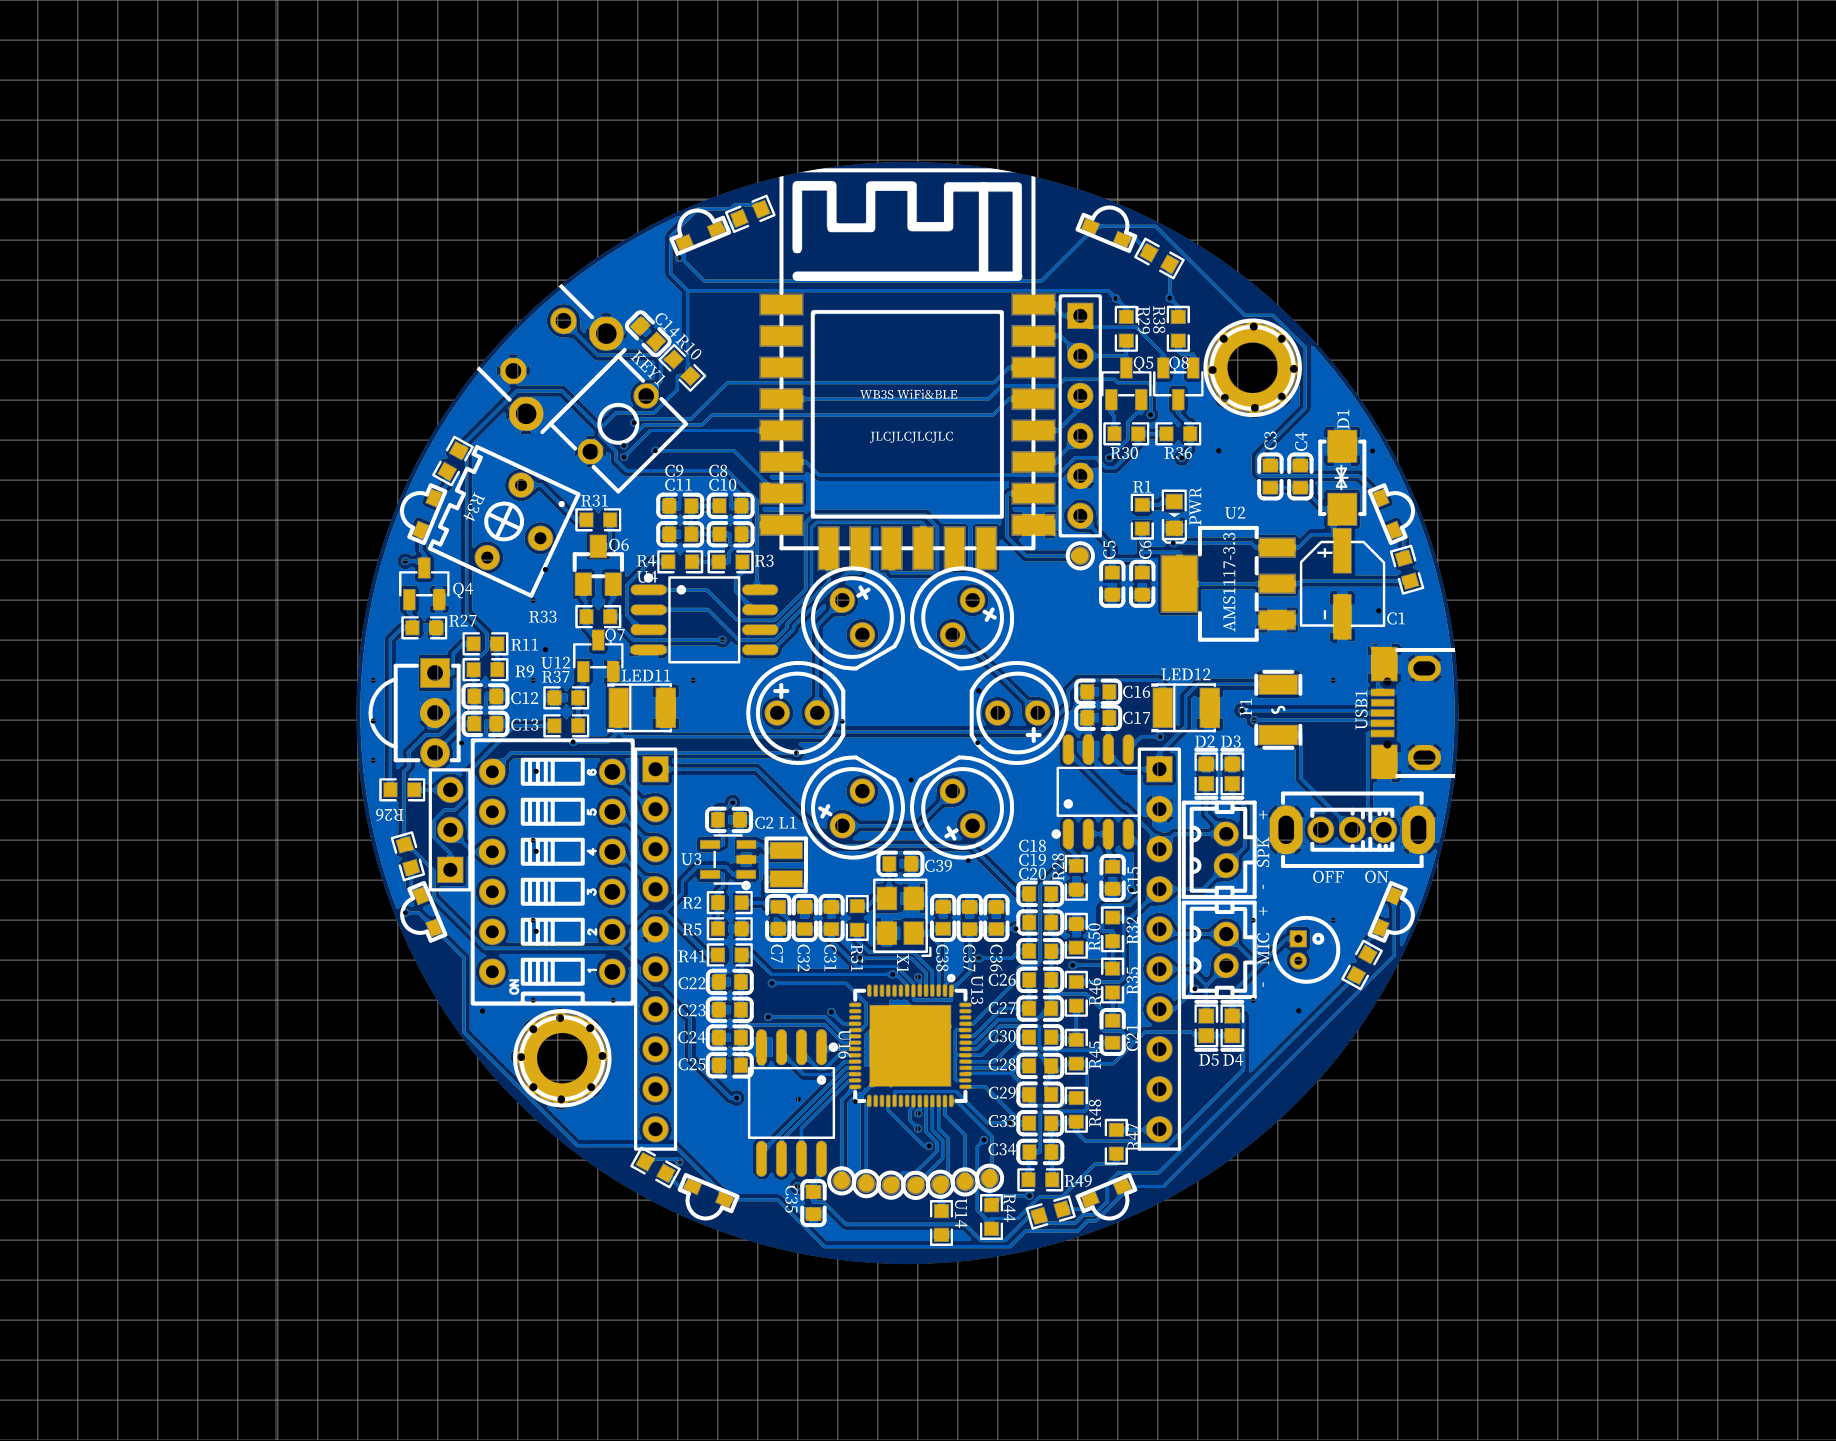 C14
R10
KEY1
R29
R38
WB3S WiFi&BLE
Q5
Q8
D1
JLCJLCJLCJLC
R30
R36
C3
C4
C9
C8
C11
C10
R34
R31
R1
PWR
U2
Q6
R4
R3
U4
C5
C6
AMS1117-3.3
+
-
C1
Q4
R33
R27
Q7
R11
U12
R9
R37
LED11
LED12
C12
C16
F1
USB1
C13
C17
D2
D3
6
R26
5
C2
L1
+
SPK
-
4
U3
C39
C18
C19
C20
R28
C15
OFF
ON
3
R2
2
R5
R50
R32
+
MIC
-
R41
C7
C32
C31
R51
X1
C38
C37
C36
1
ON
C22
U13
C26
R46
R35
C23
C27
C24
U16
C30
R45
C21
C25
C28
D5
D4
C29
C33
R48
R47
C34
C35
R49
U14
R44